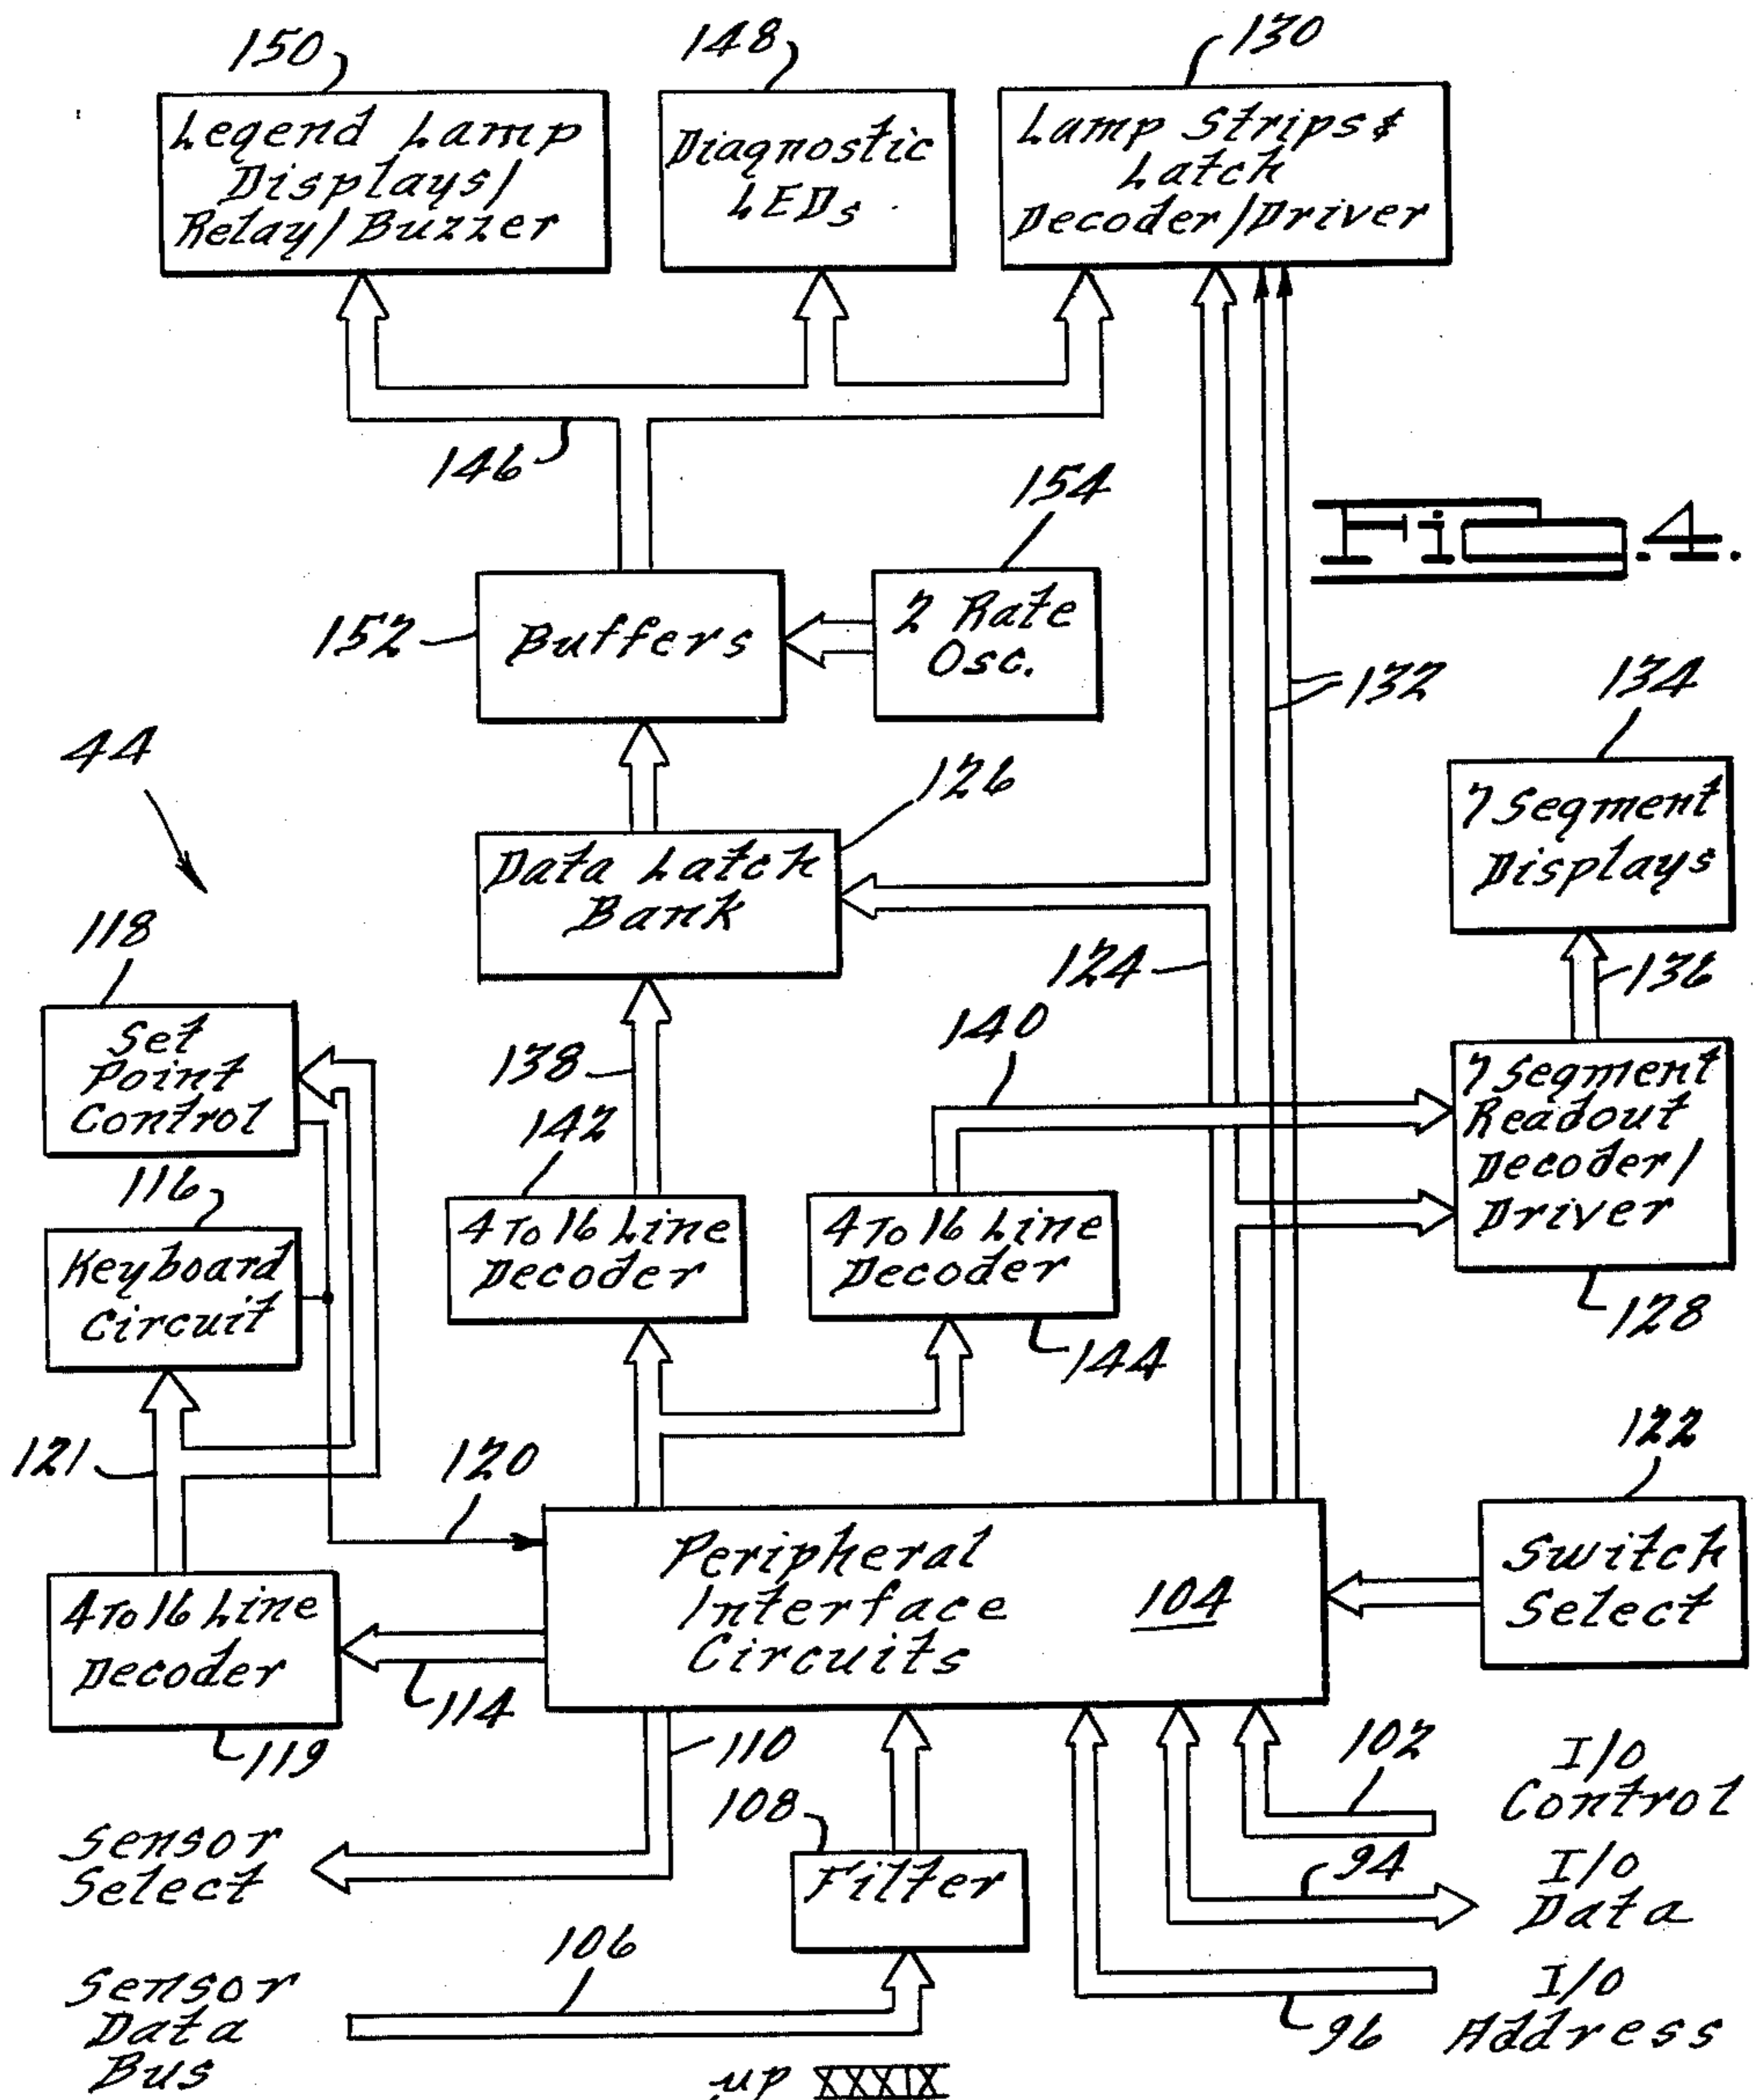 150
148
130
Legend Lamp
Displays/
Relay/Buzzer
Diagnostic
LEDs
Lamp Strips &
Latch
Decoder/Driver
146
154
Fig.4.
152
Buffers
2 Rate
Osc.
132
134
44
126
7 Segment
Displays
Data Latch
Bank
118
124
136
140
Set
Point
Control
138
7 Segment
Readout
Decoder/
Driver
142
116
4 To 16 Line
Decoder
4 To 16 Line
Decoder
Keyboard
Circuit
128
144
122
121
120
Peripheral
Interface
Circuits
104
Switch
Select
4 To 16 Line
Decoder
114
119
110
102
I/O
Control
108
Sensor
Select
Filter
94
I/O
Data
106
Sensor
Data
Bus
96
I/O
Address
up XXXIX